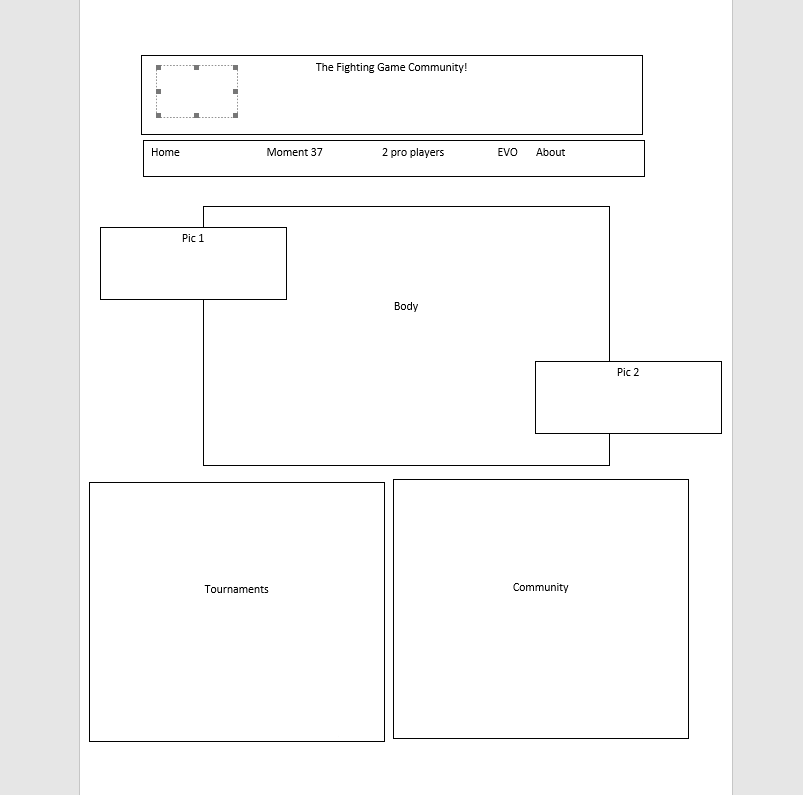 The Fighting Game Community!
Home Moment 37 2 pro players EVO About
Pic 1
Body
Pic 2
Tournaments
Community